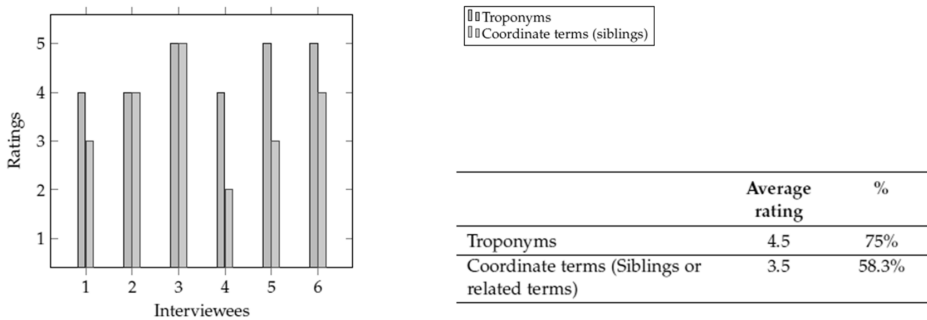 5
4
3
2
1
Ratings
1 2 3 4 5 6
Interviewees
Troponyms
Coordinate terms (siblings)
Average rating %
Troponyms 4.5 75%
Coordinate terms (Siblings or 3.5 58.3%
related terms)